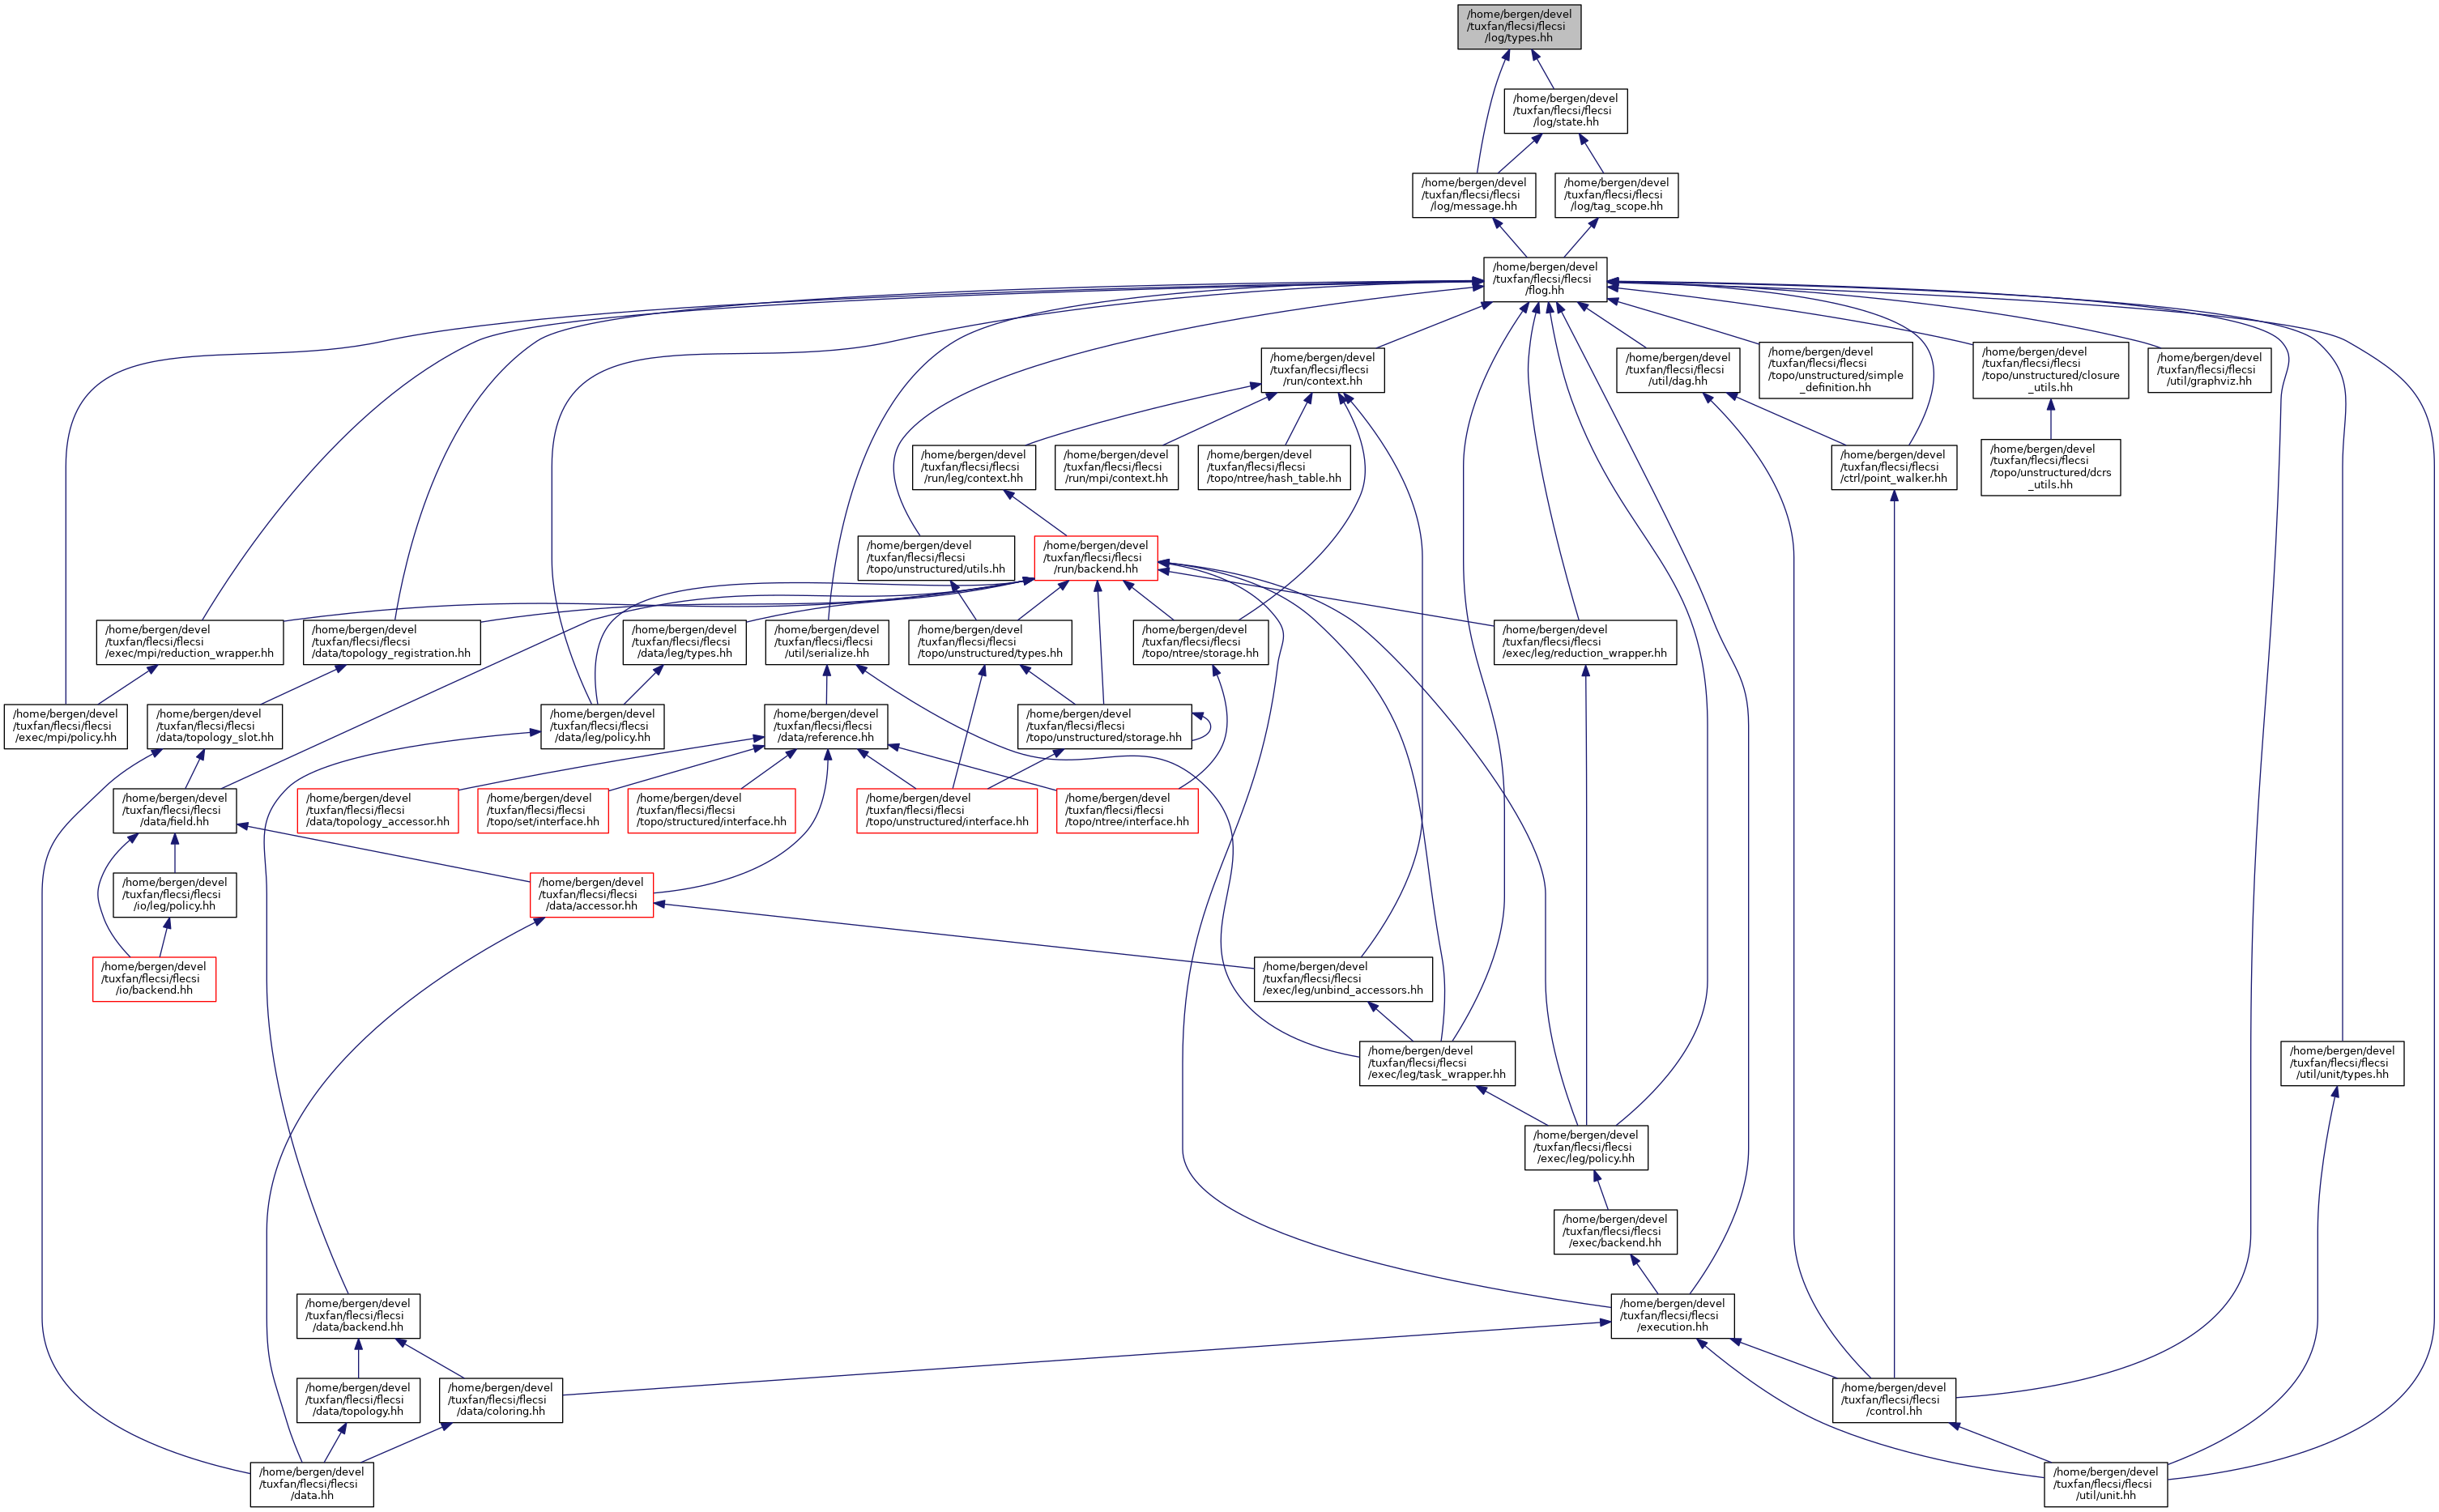 /home/bergen/devel
/tuxfan/flecsi/flecsi
/log/types.hh
/home/bergen/devel
/tuxfan/flecsi/flecsi
/log/state.hh
/home/bergen/devel
/tuxfan/flecsi/flecsi
/log/message.hh
/home/bergen/devel
/tuxfan/flecsi/flecsi
/log/tag_scope.hh
/home/bergen/devel
/tuxfan/flecsi/flecsi
/flog.hh
/home/bergen/devel
/tuxfan/flecsi/flecsi
/run/context.hh
/home/bergen/devel
/tuxfan/flecsi/flecsi
/util/dag.hh
/home/bergen/devel
/tuxfan/flecsi/flecsi
/topo/unstructured/simple
_definition.hh
/home/bergen/devel
/tuxfan/flecsi/flecsi
/topo/unstructured/closure
_utils.hh
/home/bergen/devel
/tuxfan/flecsi/flecsi
/util/graphviz.hh
/home/bergen/devel
/tuxfan/flecsi/flecsi
/run/leg/context.hh
/home/bergen/devel
/tuxfan/flecsi/flecsi
/run/mpi/context.hh
/home/bergen/devel
/tuxfan/flecsi/flecsi
/topo/ntree/hash_table.hh
/home/bergen/devel
/tuxfan/flecsi/flecsi
/ctrl/point_walker.hh
/home/bergen/devel
/tuxfan/flecsi/flecsi
/topo/unstructured/dcrs
_utils.hh
/home/bergen/devel
/tuxfan/flecsi/flecsi
/topo/unstructured/utils.hh
/home/bergen/devel
/tuxfan/flecsi/flecsi
/run/backend.hh
/home/bergen/devel
/tuxfan/flecsi/flecsi
/exec/mpi/reduction_wrapper.hh
/home/bergen/devel
/tuxfan/flecsi/flecsi
/data/topology_registration.hh
/home/bergen/devel
/tuxfan/flecsi/flecsi
/data/leg/types.hh
/home/bergen/devel
/tuxfan/flecsi/flecsi
/util/serialize.hh
/home/bergen/devel
/tuxfan/flecsi/flecsi
/topo/unstructured/types.hh
/home/bergen/devel
/tuxfan/flecsi/flecsi
/topo/ntree/storage.hh
/home/bergen/devel
/tuxfan/flecsi/flecsi
/exec/leg/reduction_wrapper.hh
/home/bergen/devel
/tuxfan/flecsi/flecsi
/exec/mpi/policy.hh
/home/bergen/devel
/tuxfan/flecsi/flecsi
/data/topology_slot.hh
/home/bergen/devel
/tuxfan/flecsi/flecsi
/data/leg/policy.hh
/home/bergen/devel
/tuxfan/flecsi/flecsi
/data/reference.hh
/home/bergen/devel
/tuxfan/flecsi/flecsi
/topo/unstructured/storage.hh
/home/bergen/devel
/tuxfan/flecsi/flecsi
/data/field.hh
/home/bergen/devel
/tuxfan/flecsi/flecsi
/data/topology_accessor.hh
/home/bergen/devel
/tuxfan/flecsi/flecsi
/topo/set/interface.hh
/home/bergen/devel
/tuxfan/flecsi/flecsi
/topo/structured/interface.hh
/home/bergen/devel
/tuxfan/flecsi/flecsi
/topo/unstructured/interface.hh
/home/bergen/devel
/tuxfan/flecsi/flecsi
/topo/ntree/interface.hh
/home/bergen/devel
/tuxfan/flecsi/flecsi
/io/leg/policy.hh
/home/bergen/devel
/tuxfan/flecsi/flecsi
/data/accessor.hh
/home/bergen/devel
/tuxfan/flecsi/flecsi
/io/backend.hh
/home/bergen/devel
/tuxfan/flecsi/flecsi
/exec/leg/unbind_accessors.hh
/home/bergen/devel
/tuxfan/flecsi/flecsi
/exec/leg/task_wrapper.hh
/home/bergen/devel
/tuxfan/flecsi/flecsi
/util/unit/types.hh
/home/bergen/devel
/tuxfan/flecsi/flecsi
/exec/leg/policy.hh
/home/bergen/devel
/tuxfan/flecsi/flecsi
/exec/backend.hh
/home/bergen/devel
/tuxfan/flecsi/flecsi
/data/backend.hh
/home/bergen/devel
/tuxfan/flecsi/flecsi
/execution.hh
/home/bergen/devel
/tuxfan/flecsi/flecsi
/data/topology.hh
/home/bergen/devel
/tuxfan/flecsi/flecsi
/data/coloring.hh
/home/bergen/devel
/tuxfan/flecsi/flecsi
/control.hh
/home/bergen/devel
/tuxfan/flecsi/flecsi
/data.hh
/home/bergen/devel
/tuxfan/flecsi/flecsi
/util/unit.hh